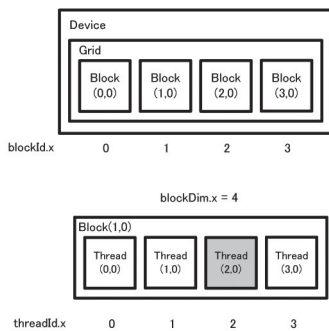 Device
Grid
Block Block Block Block
(0,0) (1,0) (2,0) (3,0)
blockId.x 0 1 2 3
blockDim.x = 4
Block(1,0)
Thread Thread Thread Thread
(0,0) (1,0) (2,0) (3,0)
threadId.x 0 1 2 3